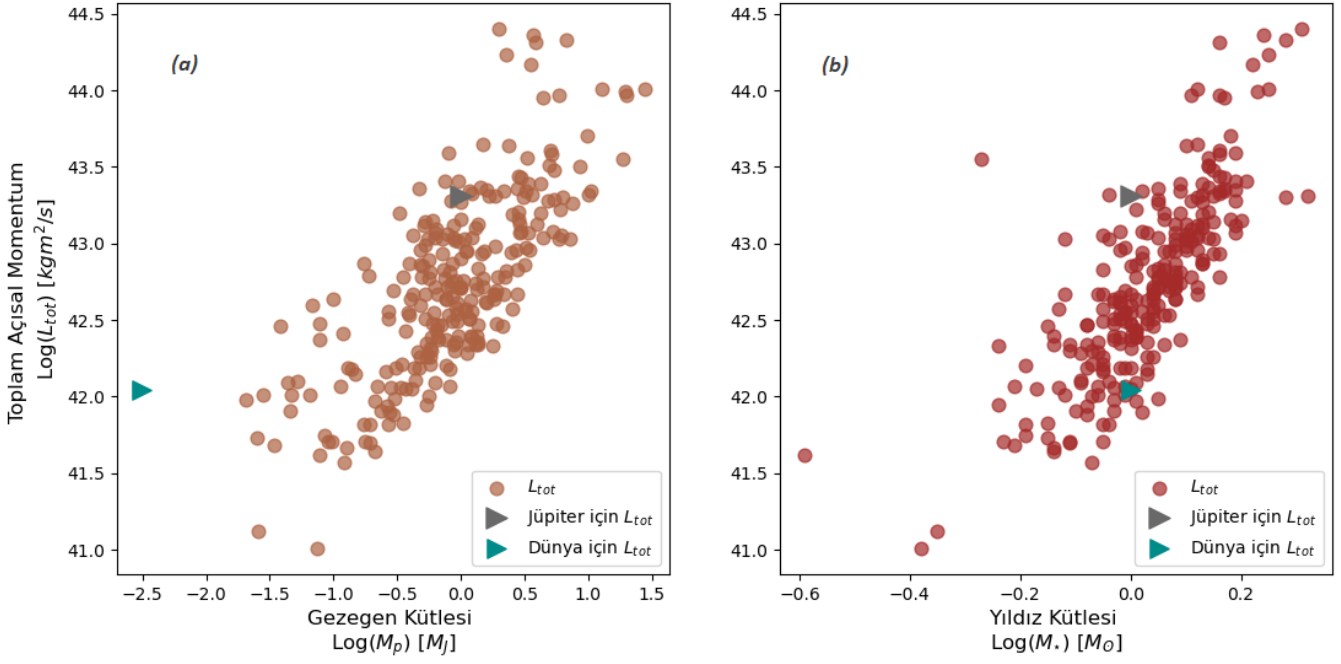 (a)
Toplam Açısal Momentum
Log(L_tot) [kgm^2/s]
44.5
44.0
43.5
43.0
42.5
42.0
41.5
41.0
−2.5 −2.0 −1.5 −1.0 −0.5 0.0 0.5 1.0 1.5
Gezegen Kütlesi
Log(M_p) [M_J]
L_tot
Jüpiter için L_tot
Dünya için L_tot
(b)
44.5
44.0
43.5
43.0
42.5
42.0
41.5
41.0
−0.6 −0.4 −0.2 0.0 0.2
Yıldız Kütlesi
Log(M_⋆) [M_ʘ]
L_tot
Jüpiter için L_tot
Dünya için L_tot